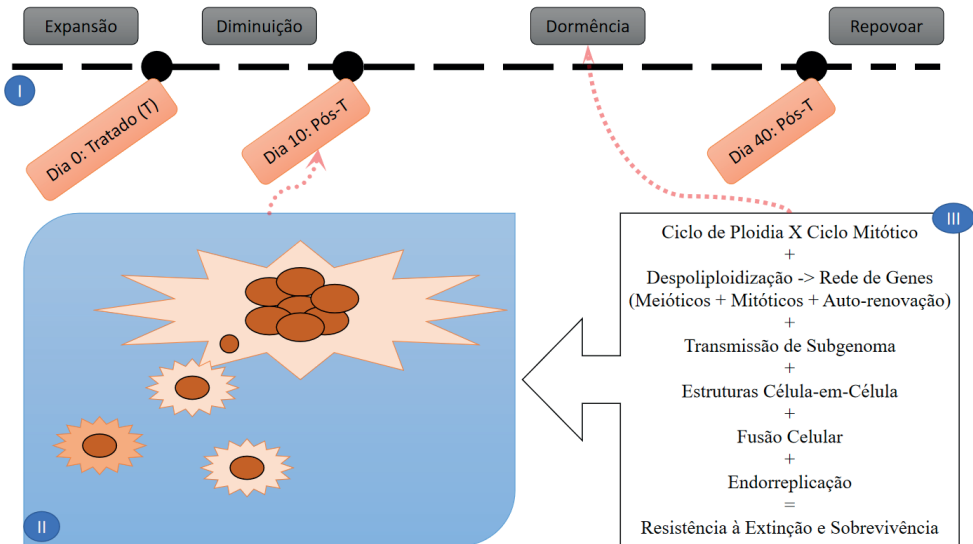 Expansão
Diminuição
Dormência
Repovoar
I
Dia 0: Tratado (T)
Dia 10: Pós-T
Dia 40: Pós-T
III
Ciclo de Ploidia X Ciclo Mitótico
+
Despoliploidização -> Rede de Genes
(Meióticos + Mitóticos + Auto-renovação)
+
Transmissão de Subgenoma
+
Estruturas Célula-em-Célula
+
Fusão Celular
+
Endorreplicação
=
Resistência à Extinção e Sobrevivência
II